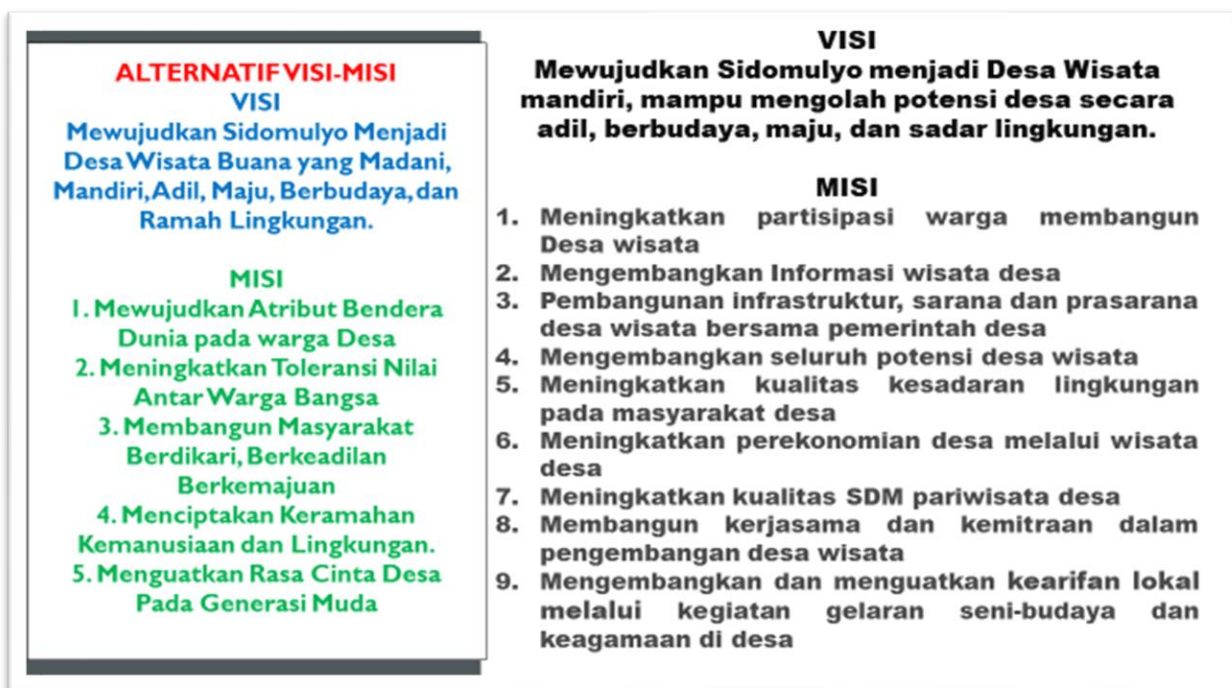 ALTERNATIF VISI-MISI
VISI
Mewujudkan Sidomulyo Menjadi
Desa Wisata Buana yang Madani,
Mandiri, Adil, Maju, Berbudaya, dan
Ramah Lingkungan.
MISI
1. Mewujudkan Atribut Bendera
Dunia pada warga Desa
2. Meningkatkan Toleransi Nilai
Antar Warga Bangsa
3. Membangun Masyarakat
Berdikari, Berkeadilan
Berkemajuan
4. Menciptakan Keramahan
Kemanusiaan dan Lingkungan.
5. Menguatkan Rasa Cinta Desa
Pada Generasi Muda
VISI
Mewujudkan Sidomulyo menjadi Desa Wisata
mandiri, mampu mengolah potensi desa secara
adil, berbudaya, maju, dan sadar lingkungan.
MISI
1. Meningkatkan partisipasi warga membangun
Desa wisata
2. Mengembangkan Informasi wisata desa
3. Pembangunan infrastruktur, sarana dan prasarana
desa wisata bersama pemerintah desa
4. Mengembangkan seluruh potensi desa wisata
5. Meningkatkan kualitas kesadaran lingkungan
pada masyarakat desa
6. Meningkatkan perekonomian desa melalui wisata
desa
7. Meningkatkan kualitas SDM pariwisata desa
8. Membangun kerjasama dan kemitraan dalam
pengembangan desa wisata
9. Mengembangkan dan menguatkan kearifan lokal
melalui kegiatan gelaran seni-budaya dan
keagamaan di desa